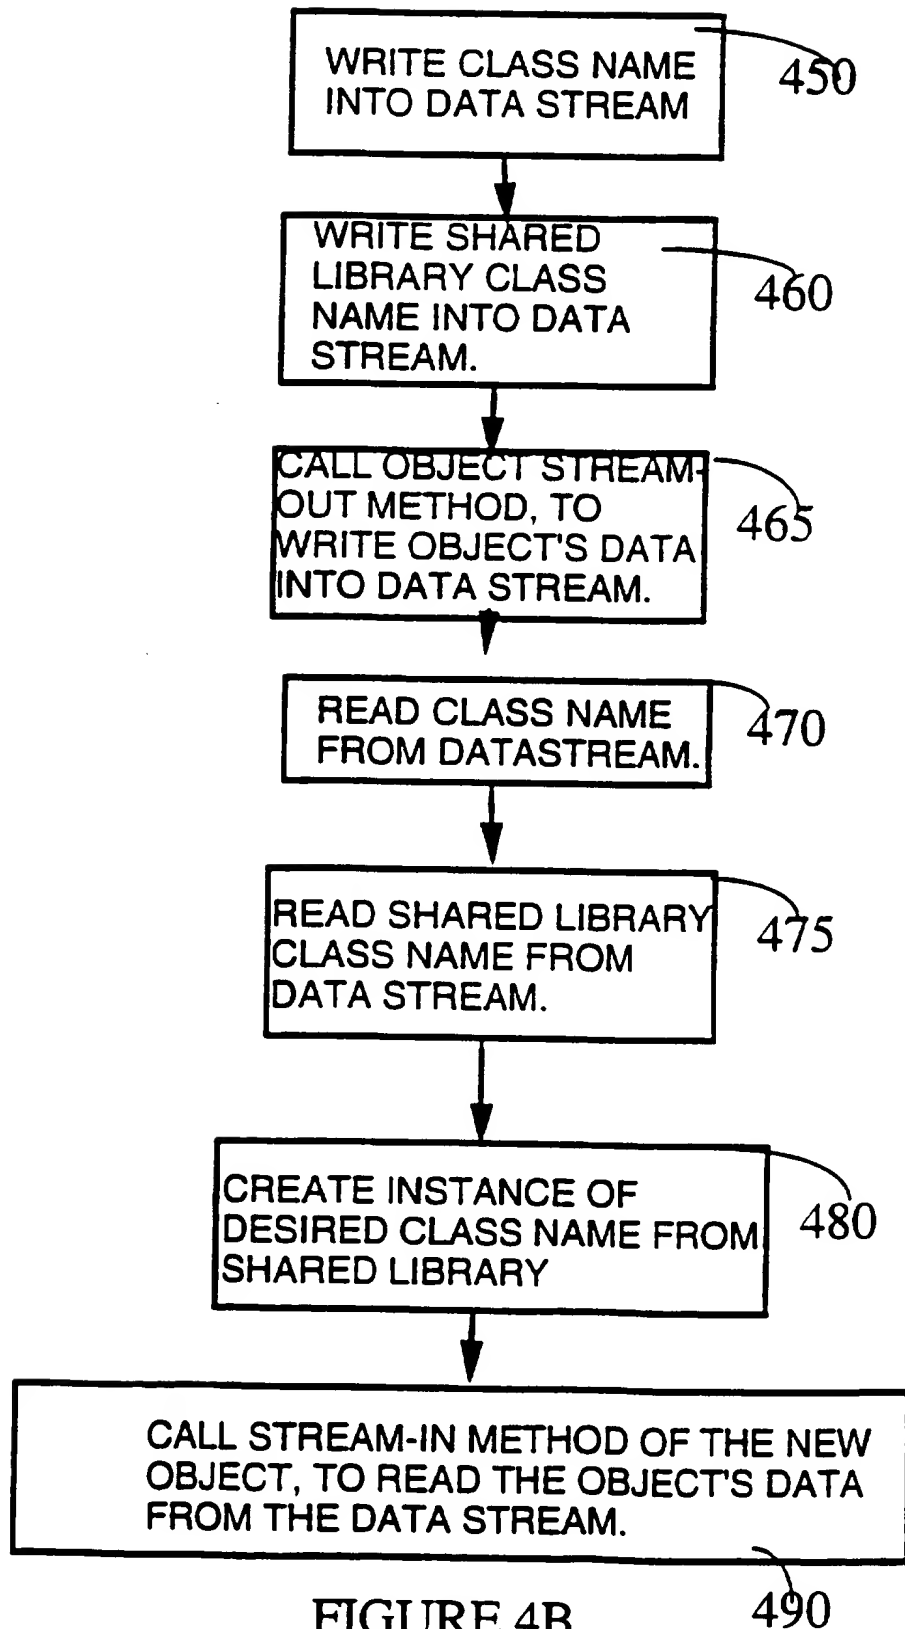 WRITE CLASS NAME
INTO DATA STREAM
450
WRITE SHARED
LIBRARY CLASS
NAME INTO DATA
STREAM.
460
CALL OBJECT STREAM-
OUT METHOD, TO
WRITE OBJECT'S DATA
INTO DATA STREAM.
465
READ CLASS NAME
FROM DATASTREAM.
470
READ SHARED LIBRARY
CLASS NAME FROM
DATA STREAM.
475
CREATE INSTANCE OF
DESIRED CLASS NAME FROM
SHARED LIBRARY
480
CALL STREAM-IN METHOD OF THE NEW
OBJECT, TO READ THE OBJECT'S DATA
FROM THE DATA STREAM.
490
FIGURE 4B